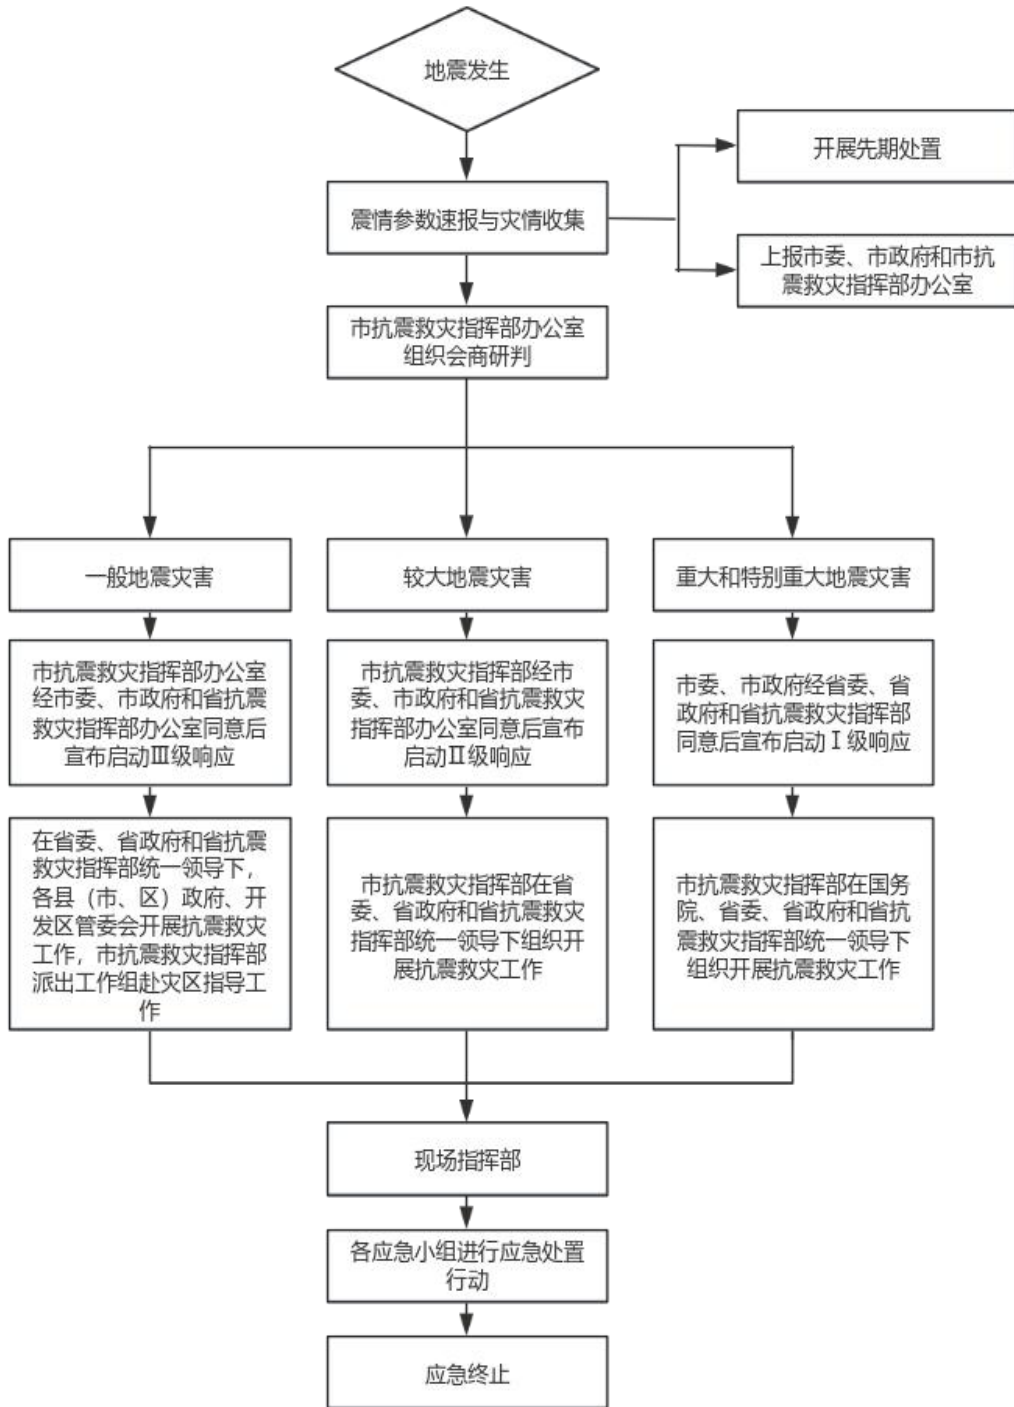 地震发生
开展先期处置
震情参数速报与灾情收集
上报市委、市政府和市抗
震救灾指挥部办公室
市抗震救灾指挥部办公室
组织会商研判
一般地震灾害
较大地震灾害
重大和特别重大地震灾害
市抗震救灾指挥部办公室
经市委、市政府和省抗震
救灾指挥部办公室同意后
宣布启动Ⅲ级响应
市抗震救灾指挥部经市
委、市政府和省抗震救灾
指挥部办公室同意后宣布
启动Ⅱ级响应
市委、市政府经省委、省
政府和省抗震救灾指挥部
同意后宣布启动Ⅰ级响应
在省委、省政府和省抗震
救灾指挥部统一领导下，
各县（市、区）政府、开
发区管委会开展抗震救灾
工作，市抗震救灾指挥部
派出工作组赴灾区指导工
作
市抗震救灾指挥部在省
委、省政府和省抗震救灾
指挥部统一领导下组织开
展抗震救灾工作
市抗震救灾指挥部在国务
院、省委、省政府和省抗
震救灾指挥部统一领导下
组织开展抗震救灾工作
现场指挥部
各应急小组进行应急处置
行动
应急终止